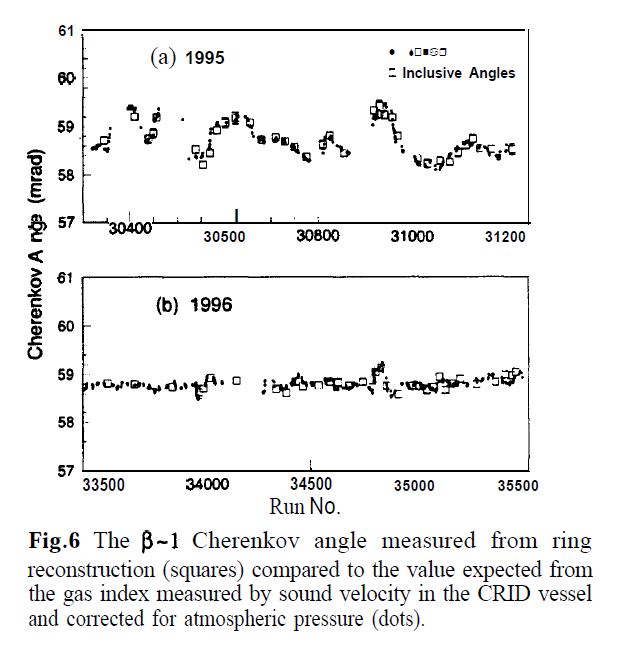 61
(a) 1995
60
Inclusive Angles
59
58
57
30400 30500 30800 31000 31200
Cherenkov A nge (mrad)
61
(b) 1996
60
59
58
57
33500 34000 34500 35000 35500
Run No.
Fig.6 The β~1 Cherenkov angle measured from ring
reconstruction (squares) compared to the value expected from
the gas index measured by sound velocity in the CRID vessel
and corrected for atmospheric pressure (dots).